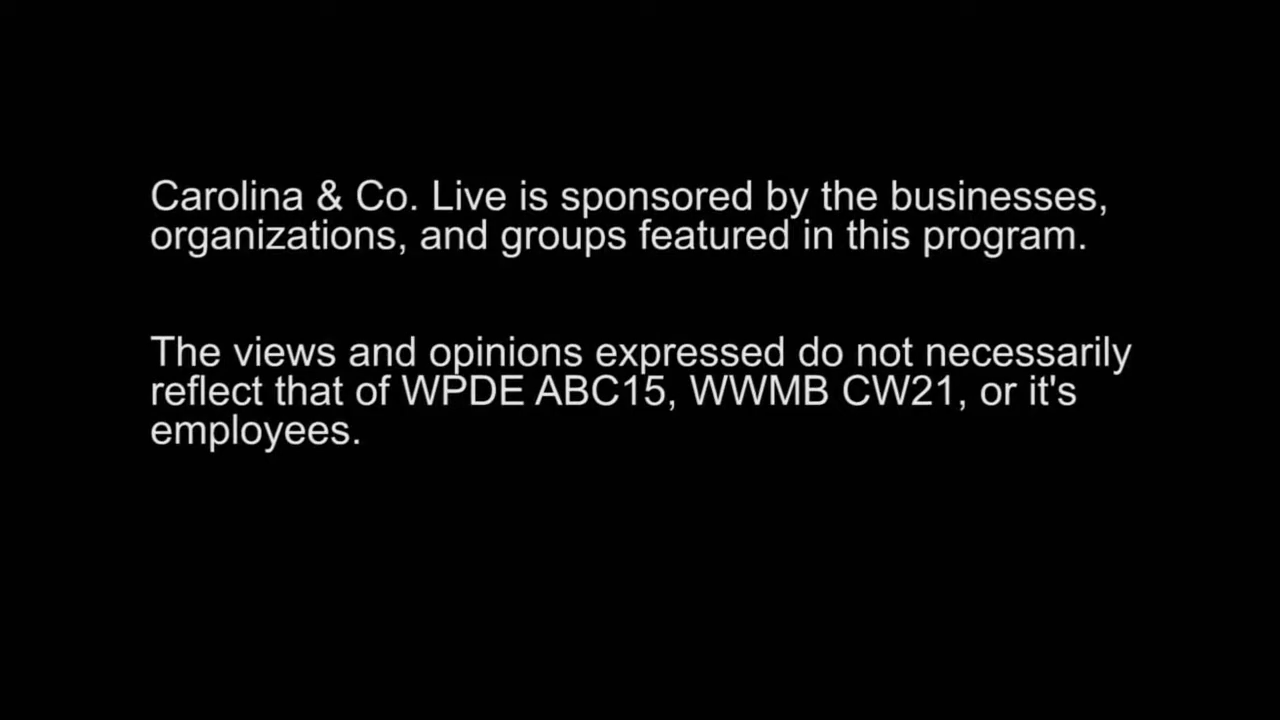 Carolina & Co. Live is sponsored by the businesses,
organizations, and groups featured in this program.
The views and opinions expressed do not necessarily
reflect that of WPDE ABC15, WWMB CW21, or it's
employees.